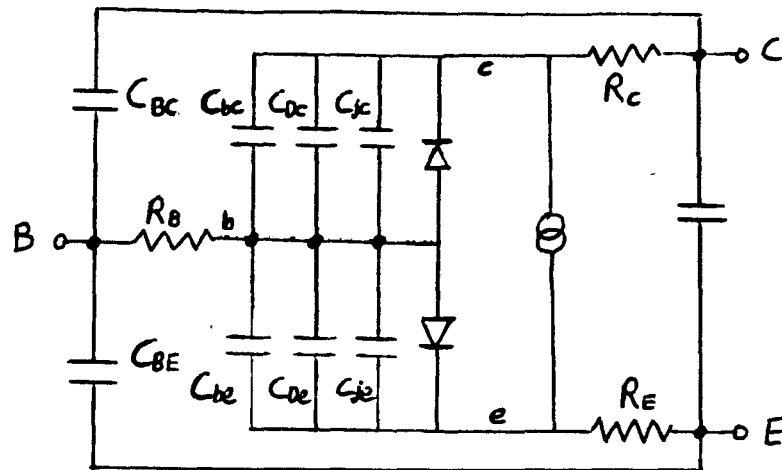 C
c
R_C
C_BC C_bc C_Dc C_jc
R_B
B
b
C_BE
C_be C_De C_je
R_E
e
E